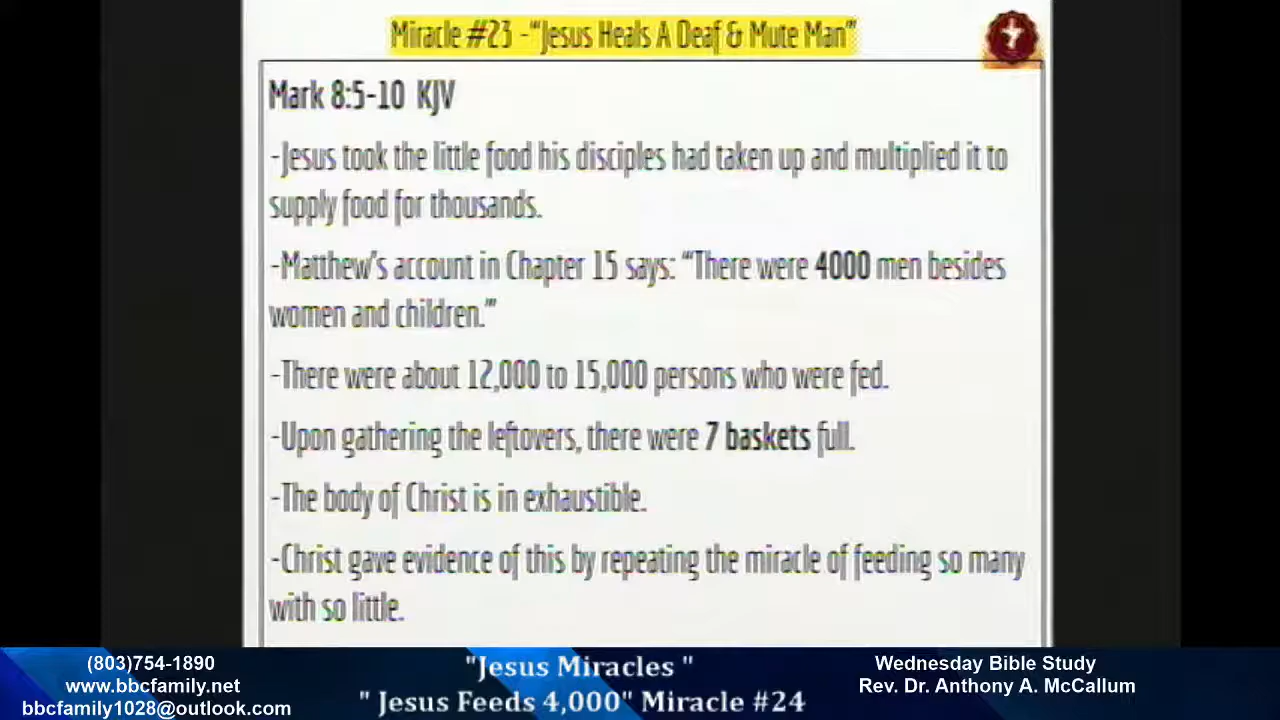 Miracle #23 -"Jesus Heals A Deaf & Mute Man"
Mark 8:5-10 KJV
-Jesus took the little food his disciples had taken up and multiplied it to
supply food for thousands.
-Matthew's account in Chapter 15 says: "There were 4000 men besides
women and children.'"
-There were about 12,000 to 15,000 persons who were fed.
-Upon gathering the leftovers, there were 7 baskets full.
-The body of Christ is in exhaustible.
-Christ gave evidence of this by repeating the miracle of feeding so many
with so little.
(803)754-1890
www.bbcfamily.net
bbcfamily1028@outlook.com
"Jesus Miracles "
" Jesus Feeds 4,000" Miracle #24
Wednesday Bible Study
Rev. Dr. Anthony A. McCallum